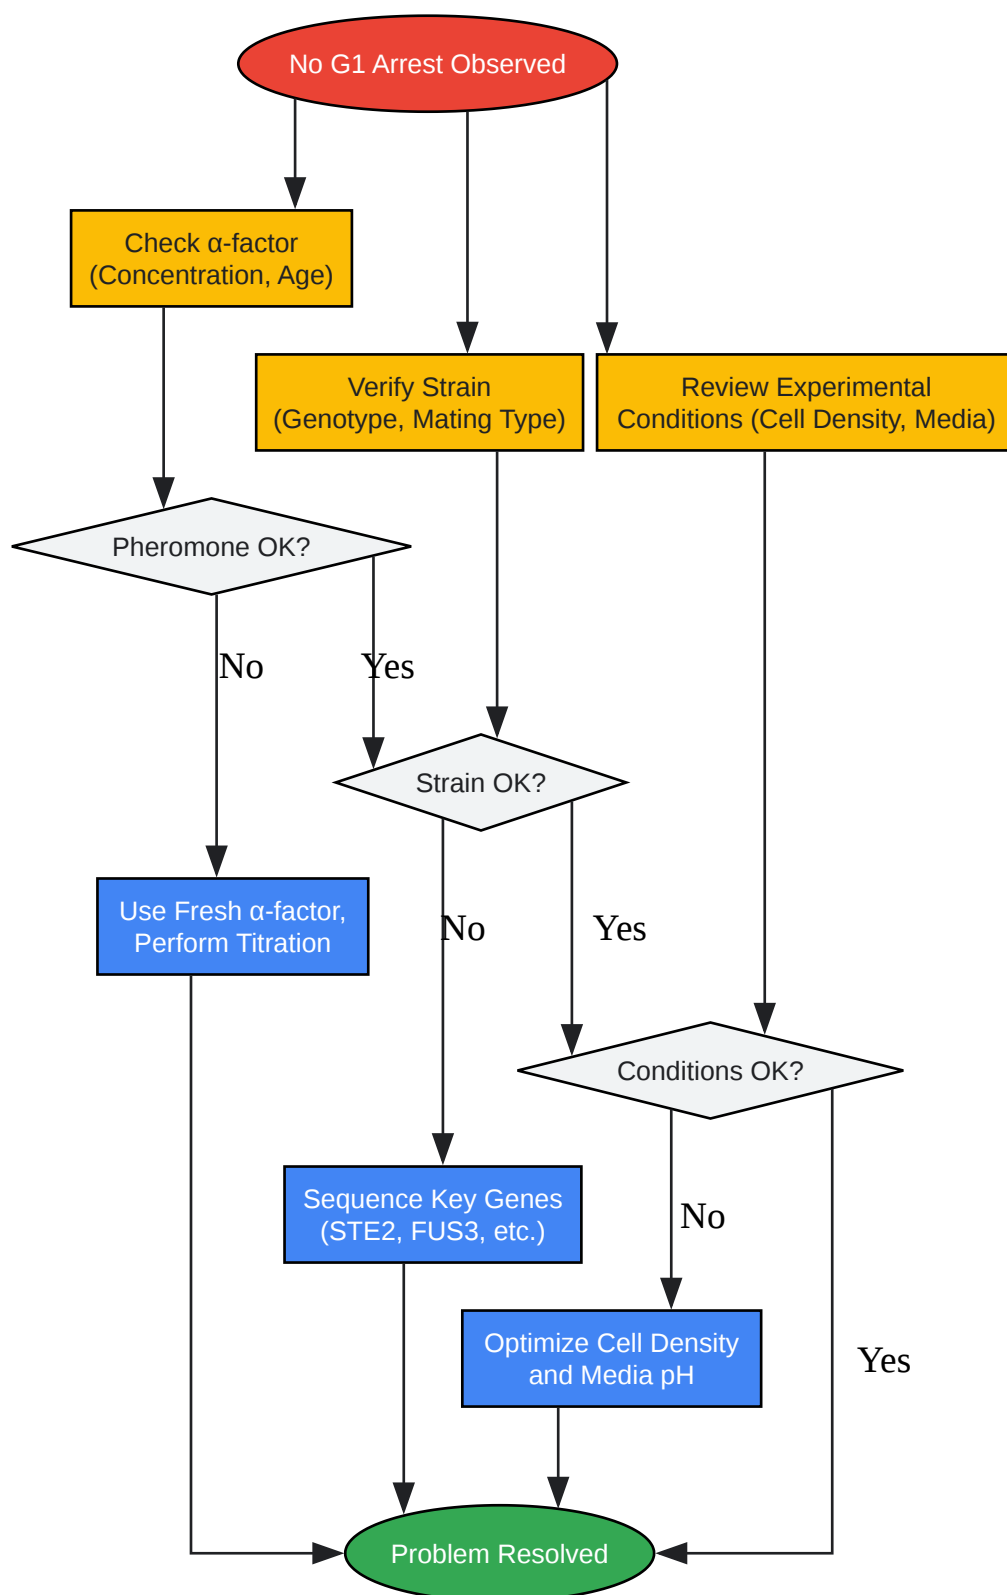 No G1 Arrest Observed
Check α-factor
(Concentration, Age)
Verify Strain
(Genotype, Mating Type)
Review Experimental
Conditions (Cell Density, Media)
Pheromone OK?
No
Yes
Strain OK?
Use Fresh α-factor,
Perform Titration
No
Yes
Conditions OK?
Sequence Key Genes
(STE2, FUS3, etc.)
No
Optimize Cell Density
and Media pH
Yes
Problem Resolved